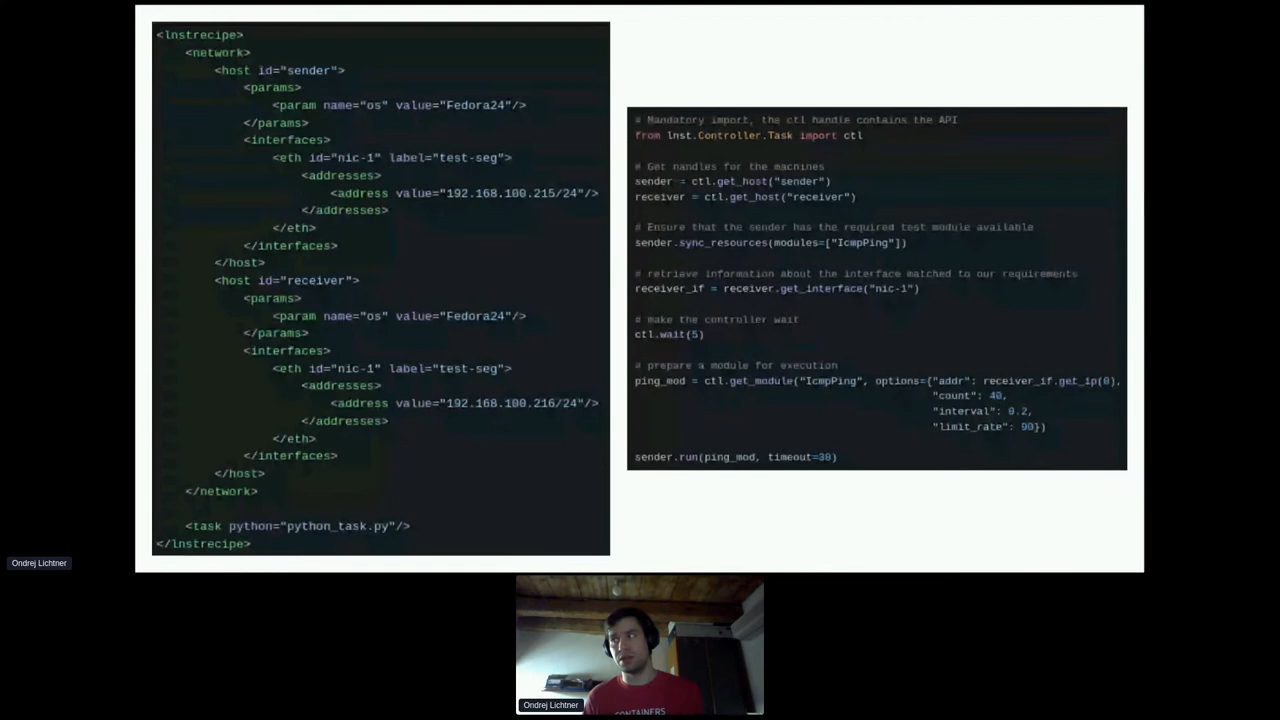 <lnstrecipe>
<network>
<host id="sender">
<params>
<param name="os" value="Fedora24"/>
</params>
<interfaces>
<eth id="nic-1" label="test-seg">
<addresses>
<address value="192.168.100.215/24"/>
</addresses>
</eth>
</interfaces>
</host>
<host id="receiver">
<params>
<param name="os" value="Fedora24"/>
</params>
<interfaces>
<eth id="nic-1" label="test-seg">
<addresses>
<address value="192.168.100.216/24"/>
</addresses>
</eth>
</interfaces>
</host>
</network>
<task python="python_task.py"/>
</lnstrecipe>
# Mandatory import, the ctl handle contains the API
from lnst.Controller.Task import ctl
# Get handles for the machines
sender = ctl.get_host("sender")
receiver = ctl.get_host("receiver")
# Ensure that the sender has the required test module available
sender.sync_resources(modules=["IcmpPing"])
# retrieve information about the interface matched to our requirements
receiver_if = receiver.get_interface("nic-1")
# make the controller wait
ctl.wait(5)
# prepare a module for execution
ping_mod = ctl.get_module("IcmpPing", options={"addr": receiver_if.get_ip(0),
"count": 40,
"interval": 0.2,
"limit_rate": 90})
sender.run(ping_mod, timeout=30)
Ondrej Lichtner
Ondrej Lichtner
CONTAINERS